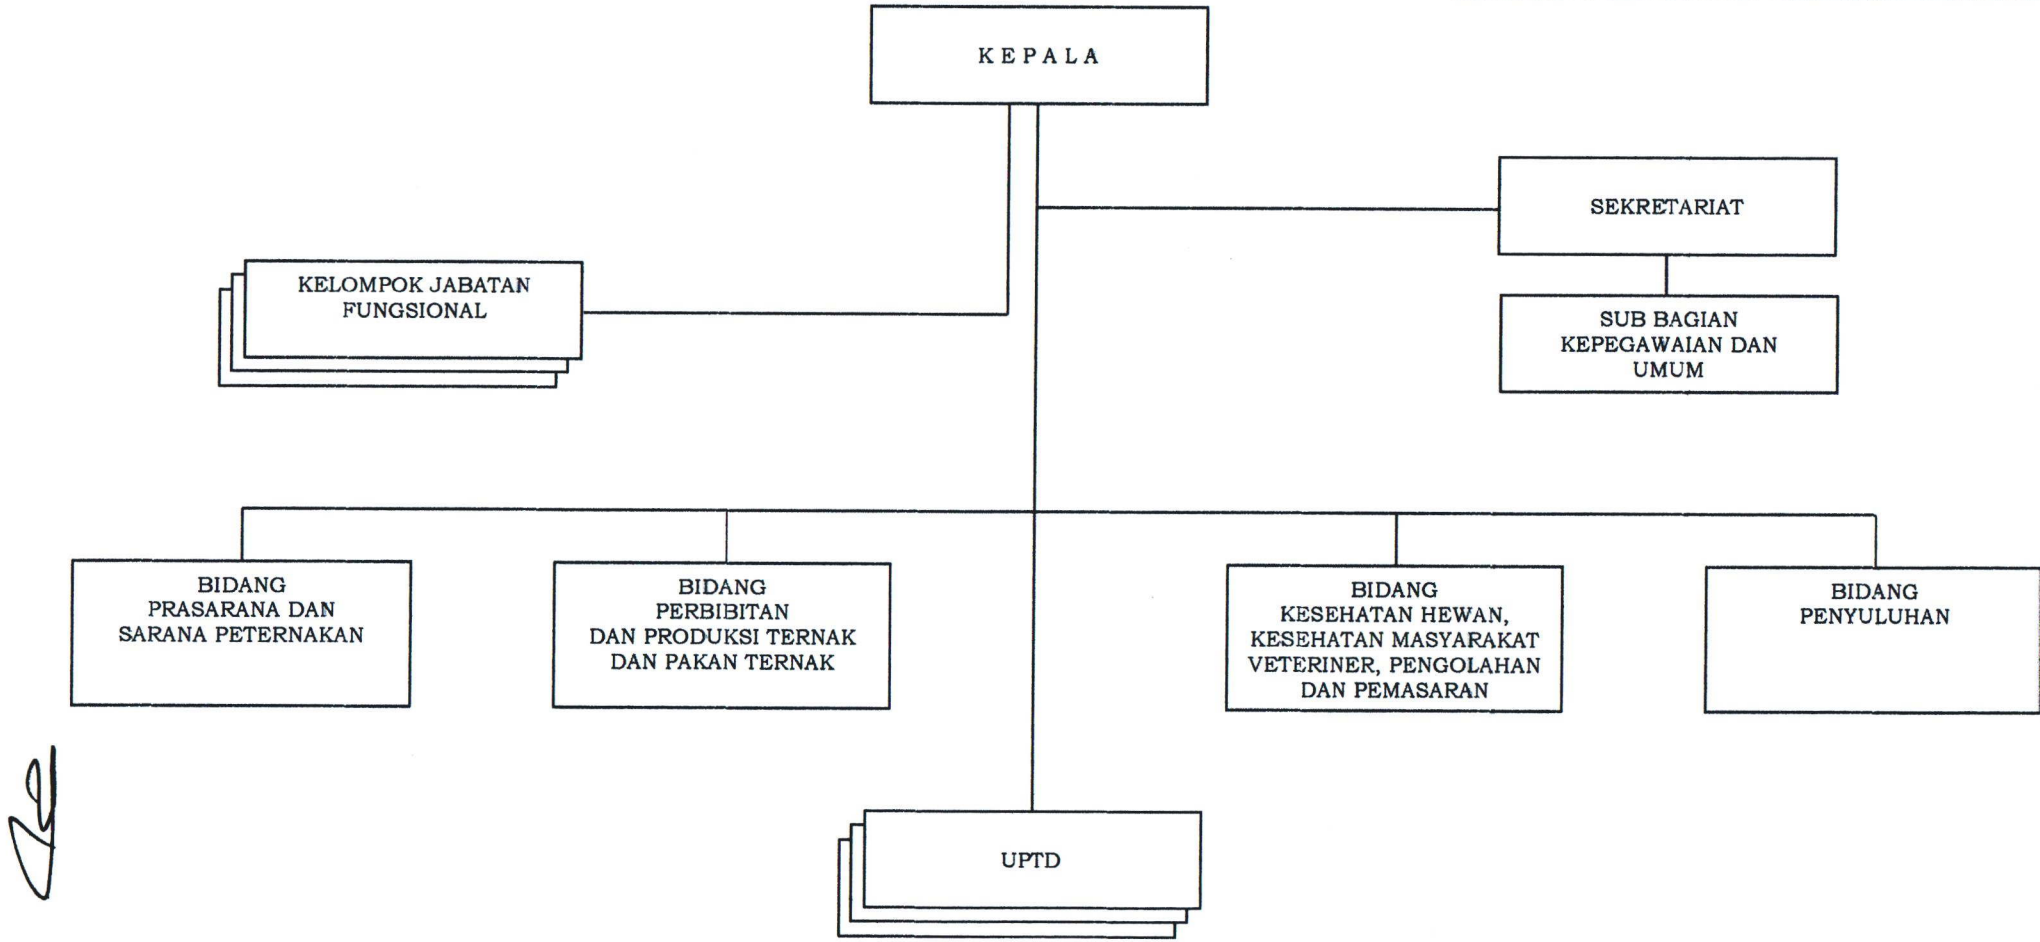 K E P A L A
SEKRETARIAT
KELOMPOK JABATAN
FUNGSIONAL
SUB BAGIAN
KEPEGAWAIAN DAN
UMUM
BIDANG
PRASARANA DAN
SARANA PETERNAKAN
BIDANG
PERBIBITAN
DAN PRODUKSI TERNAK
DAN PAKAN TERNAK
BIDANG
KESEHATAN HEWAN,
KESEHATAN MASYARAKAT
VETERINER, PENGOLAHAN
DAN PEMASARAN
BIDANG
PENYULUHAN
UPTD